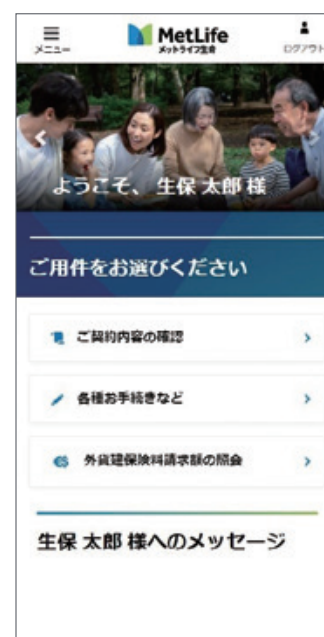 メニュー
MetLife
メットライフ生命
ログアウト
ようこそ、生保 太郎 様
ご用件をお選びください
ご契約内容の確認
各種お手続きなど
外貨建保険料請求額の照会
生保 太郎 様へのメッセージ